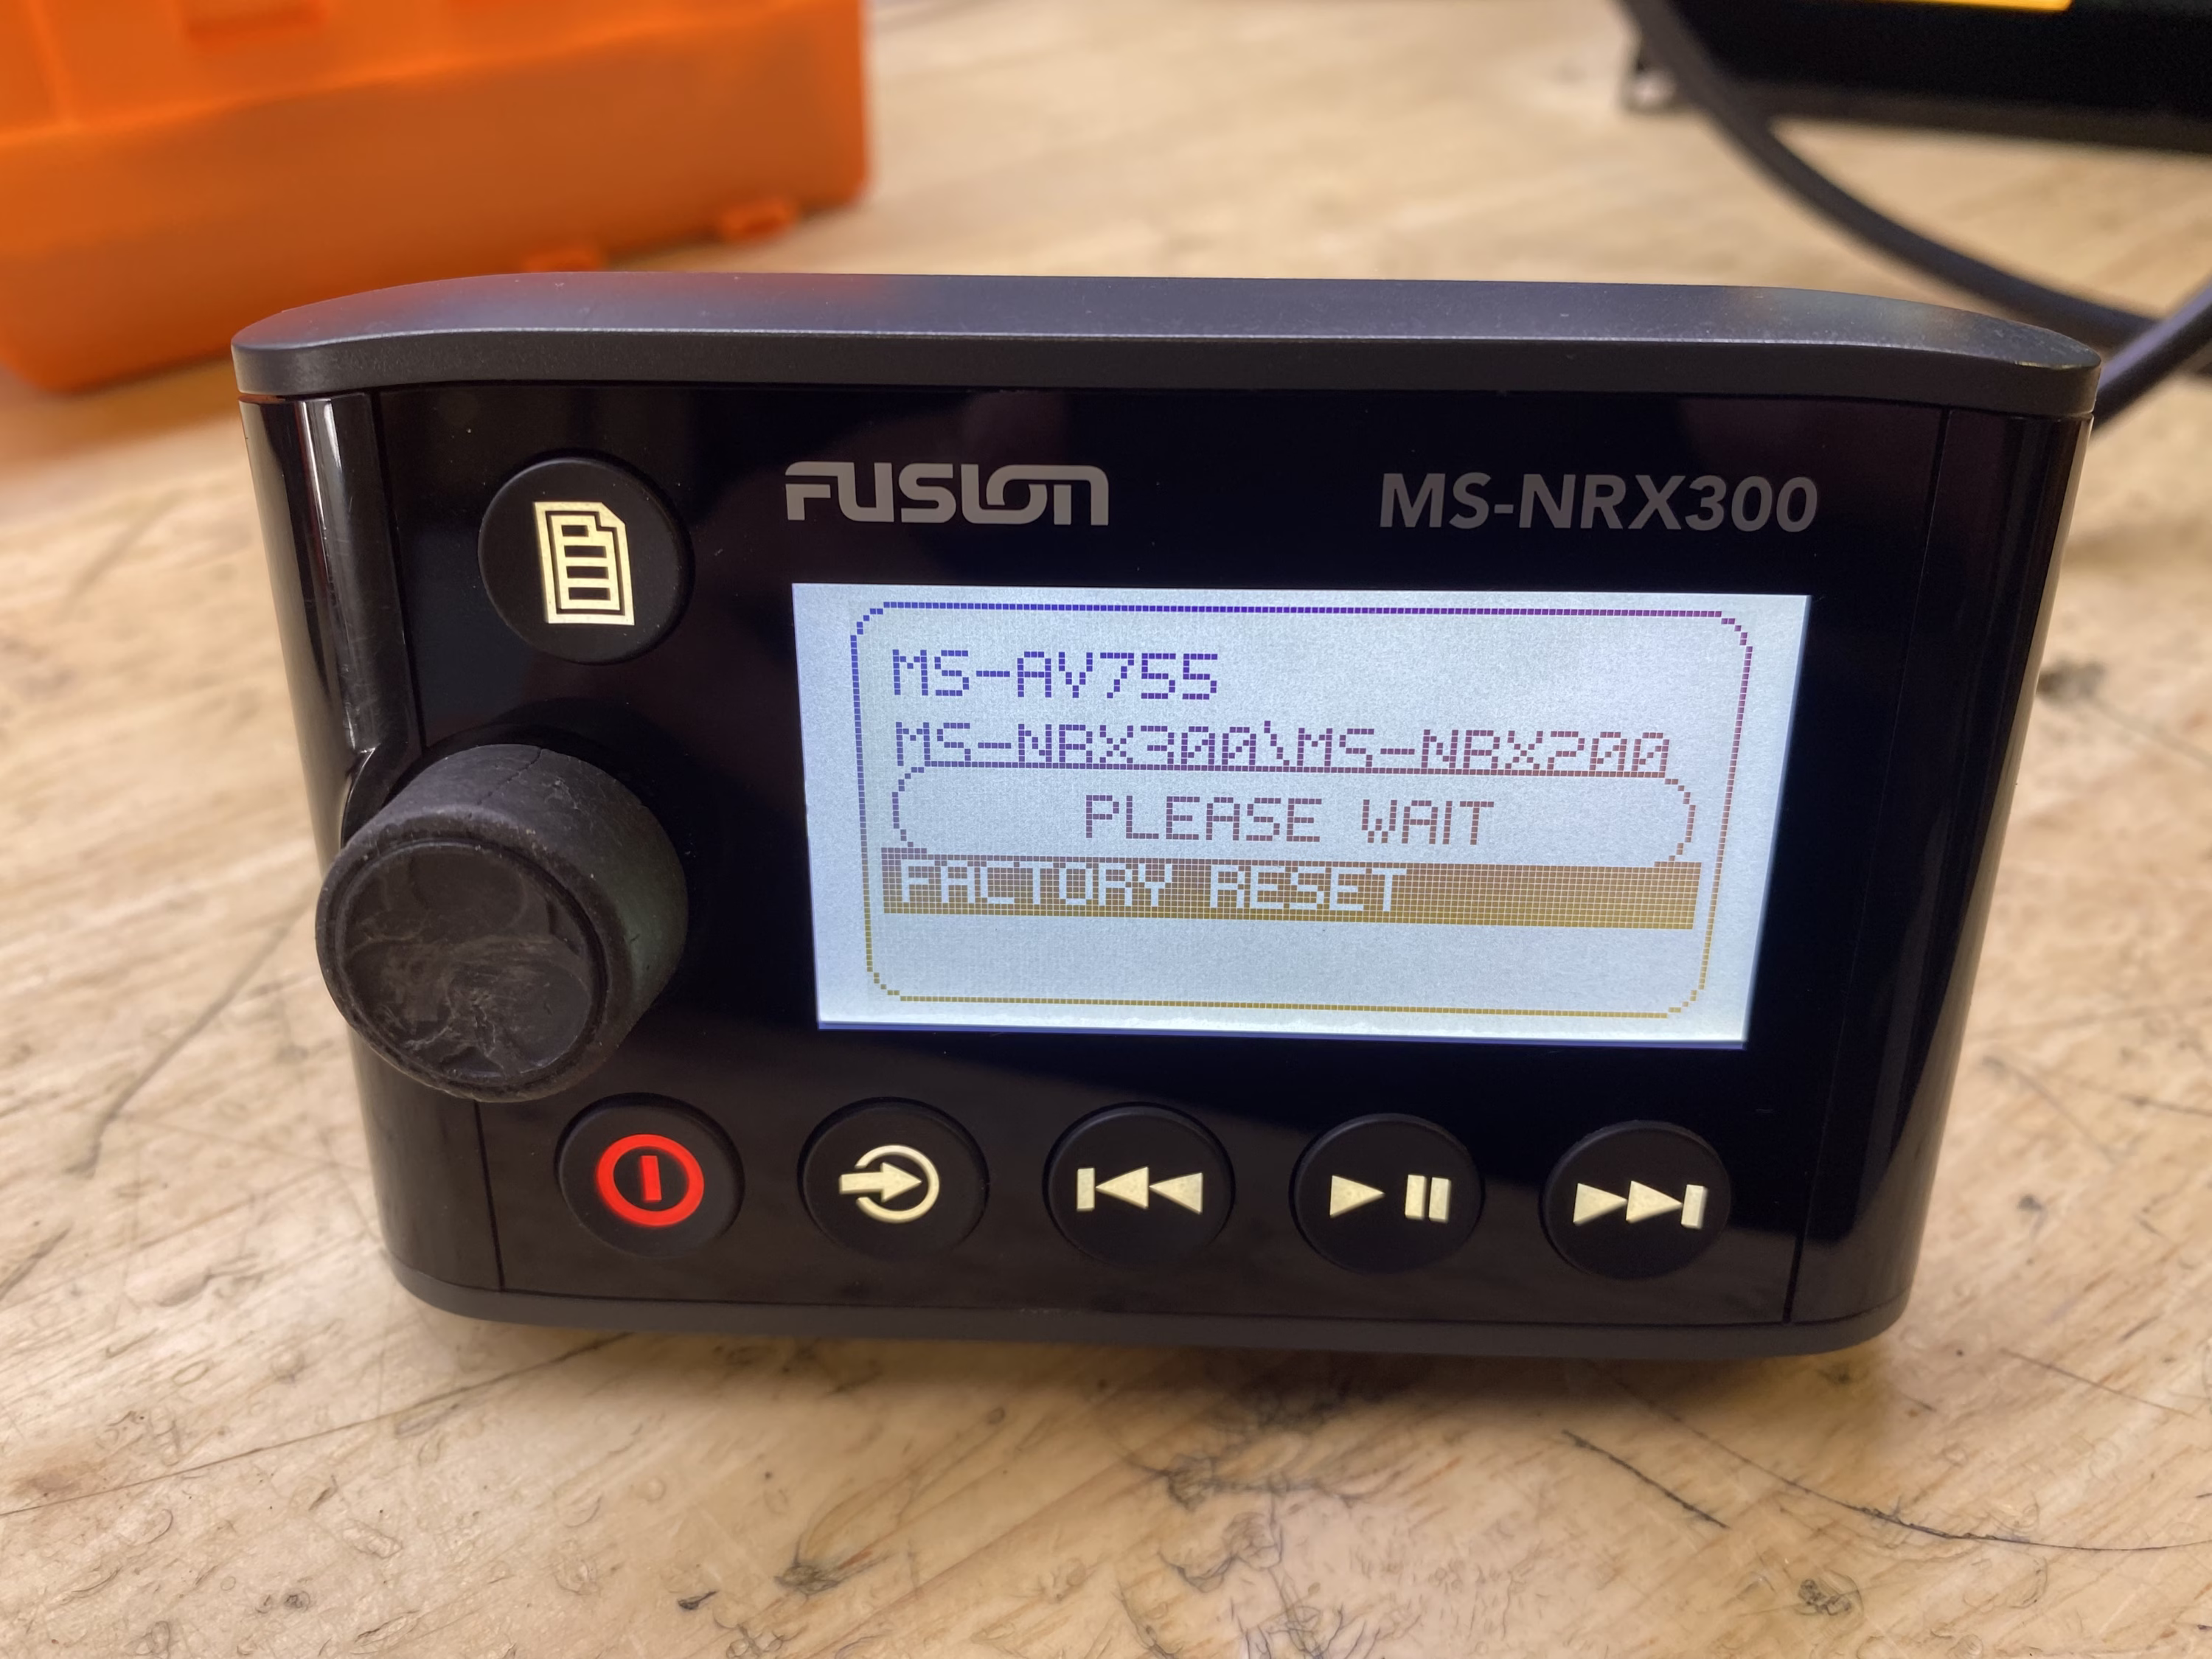 FUSION
MS-NRX300
MS-AV755
MS-NRX300\MS-NRX200
PLEASE WAIT
FACTORY RESET